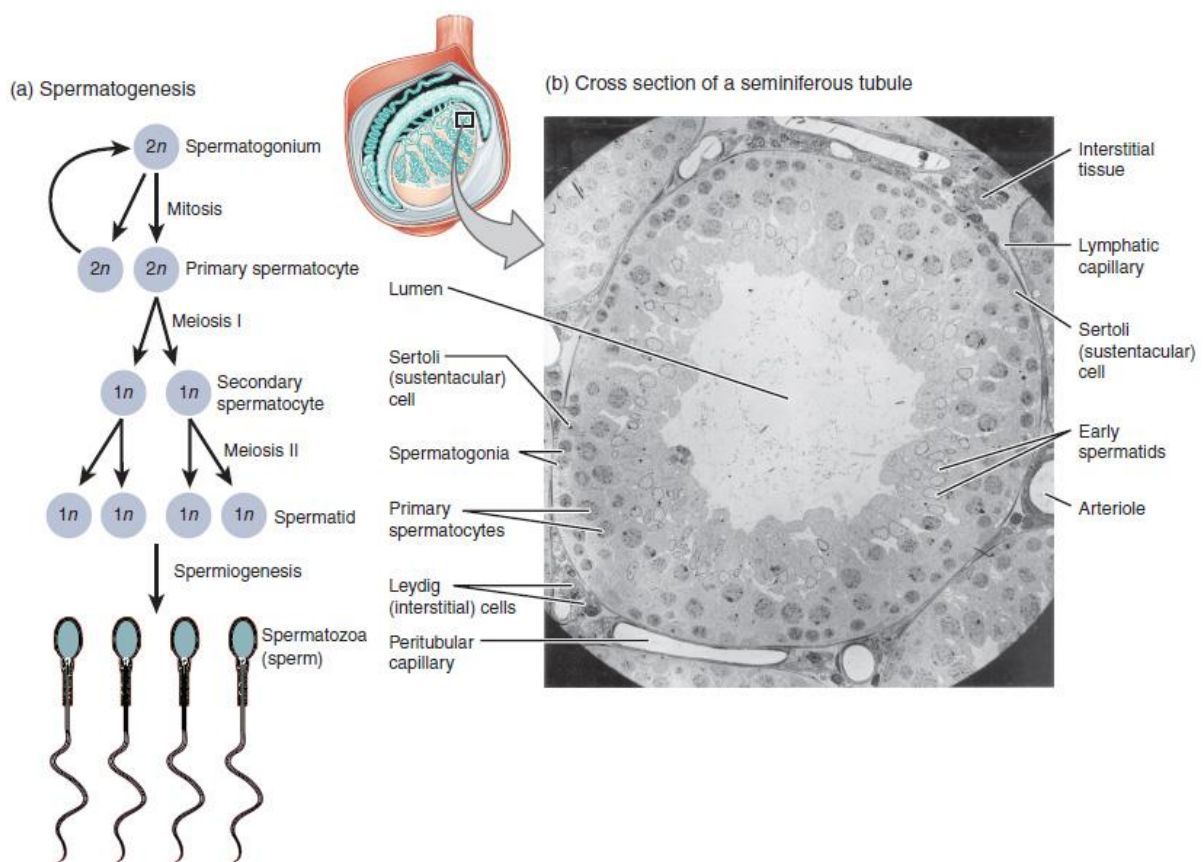 (a) Spermatogenesis
2n
Spermatogonium
Mitosis
2n
2n
Primary spermatocyte
Meiosis I
1n
1n
Secondary
spermatocyte
Meiosis II
1n
1n
1n
1n
Spermatid
Spermiogenesis
Spermatozoa
(sperm)
(b) Cross section of a seminiferous tubule
Lumen
Sertoli
(sustentacular)
cell
Spermatogonia
Primary
spermatocytes
Leydig
(interstitial) cells
Peritubular
capillary
Interstitial
tissue
Lymphatic
capillary
Sertoli
(sustentacular)
cell
Early
spermatids
Arteriole